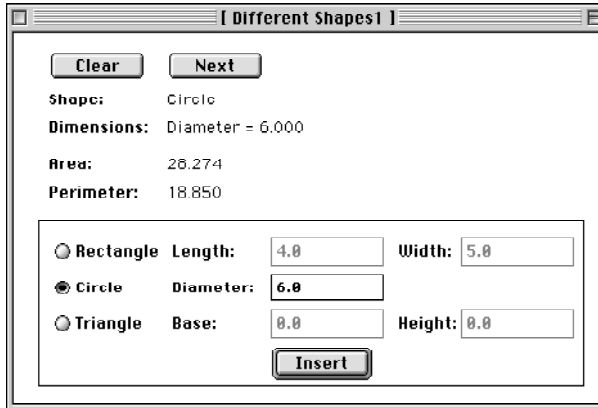 [ Different Shapes1 ]
Clear Next
Shape: Circle
Dimensions: Diameter = 6.000
Area: 28.274
Perimeter: 18.850
Rectangle Length: 4.0 Width: 5.0
Circle Diameter: 6.0
Triangle Base: 0.0 Height: 0.0
Insert